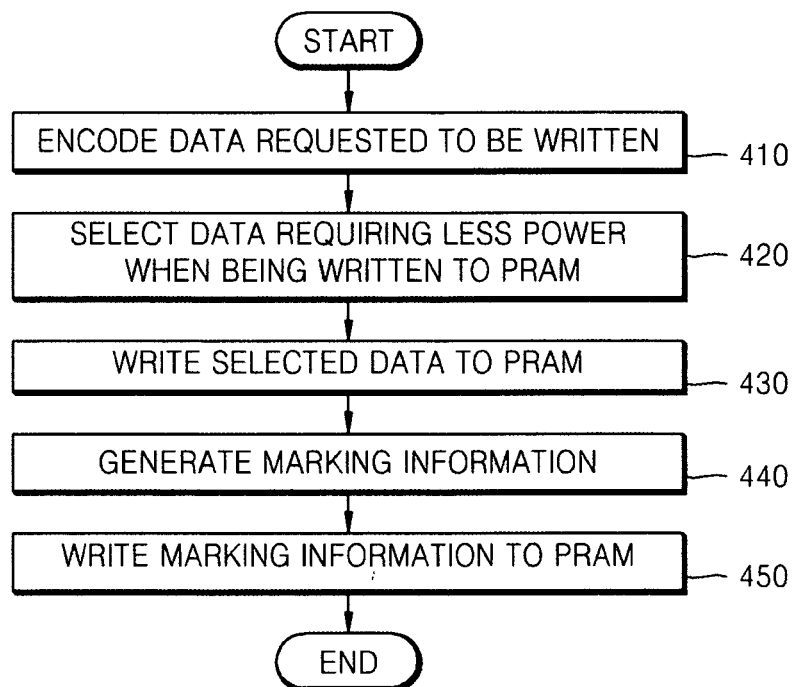 START
ENCODE DATA REQUESTED TO BE WRITTEN
410
SELECT DATA REQUIRING LESS POWER
WHEN BEING WRITTEN TO PRAM
420
WRITE SELECTED DATA TO PRAM
430
GENERATE MARKING INFORMATION
440
WRITE MARKING INFORMATION TO PRAM
450
END